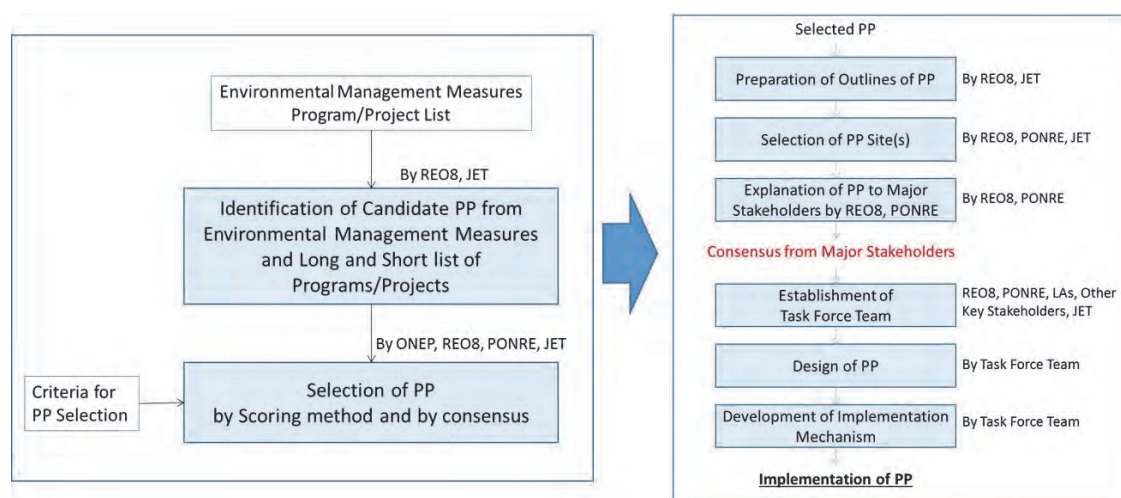 Environmental Management Measures
Program/Project List
By REO8, JET
Identification of Candidate PP from
Environmental Management Measures
and Long and Short list of
Programs/Projects
By ONEP, REO8, PONRE, JET
Criteria for
PP Selection
Selection of PP
by Scoring method and by consensus
Selected PP
Preparation of Outlines of PP
By REO8, JET
Selection of PP Site(s)
By REO8, PONRE, JET
Explanation of PP to Major
Stakeholders by REO8, PONRE
By REO8, PONRE
Consensus from Major Stakeholders
Establishment of
Task Force Team
REO8, PONRE, LAs, Other
Key Stakeholders, JET
Design of PP
By Task Force Team
Development of Implementation
Mechanism
By Task Force Team
Implementation of PP